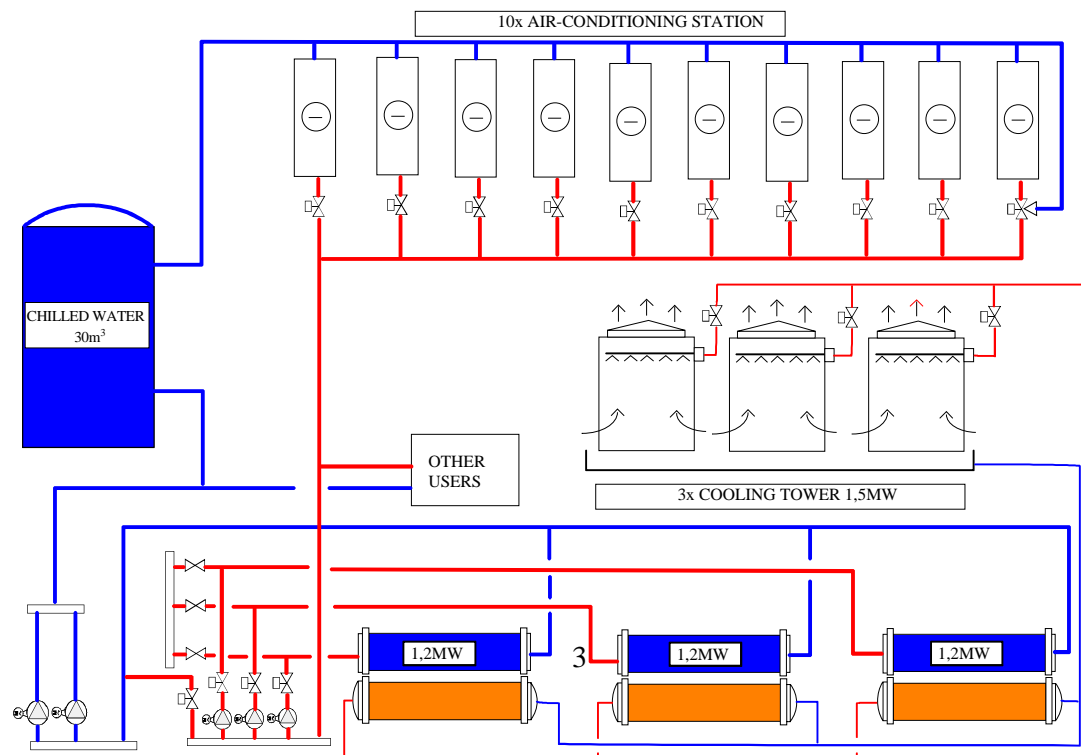 10x AIR-CONDITIONING STATION
CHILLED WATER
30m³
OTHER
USERS
3x COOLING TOWER 1,5MW
1,2MW
3
1,2MW
1,2MW